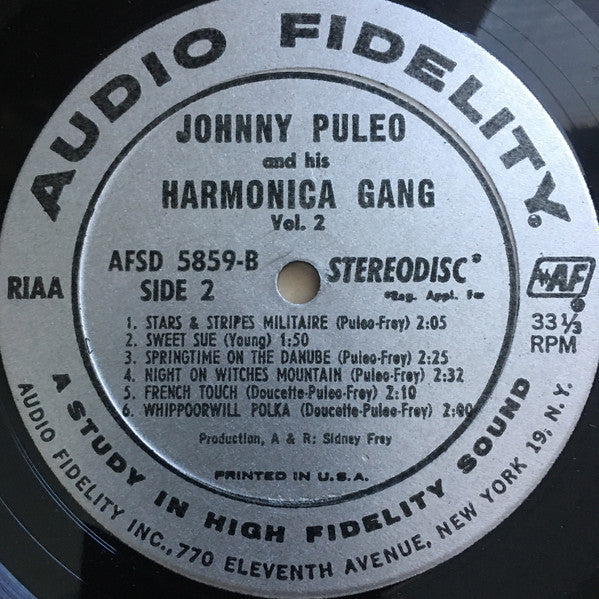 AUDIO FIDELITY®
JOHNNY PULEO
and his
HARMONICA GANG
Vol. 2
AFSD 5859-B
SIDE 2
STEREODISC*
*Reg. Appl. For
RIAA
AF®
33 1/3
RPM
1. STARS & STRIPES MILITAIRE (Puleo-Frey) 2:05
2. SWEET SUE (Young) 1:50
3. SPRINGTIME ON THE DANUBE (Puleo-Frey) 2:25
4. NIGHT ON WITCHES MOUNTAIN (Puleo-Frey) 2:32
5. FRENCH TOUCH (Doucette-Puleo-Frey) 2:10
6. WHIPPOORWILL POLKA (Doucette-Puleo-Frey) 2:00
Production, A & R: Sidney Frey
PRINTED IN U.S.A.
A STUDY IN HIGH FIDELITY SOUND
AUDIO FIDELITY INC., 770 ELEVENTH AVENUE, NEW YORK 19, N.Y.